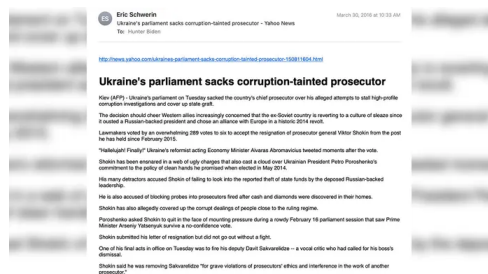 ES
Eric Schwerin
March 30, 2016 at 10:33 AM
Ukraine's parliament sacks corruption-tainted prosecutor - Yahoo News
To: Hunter Biden
http://news.yahoo.com/ukraines-parliament-sacks-corruption-tainted-prosecutor-150811604.html
Ukraine's parliament sacks corruption-tainted prosecutor
Kiev (AFP) - Ukraine's parliament on Tuesday sacked the country's chief prosecutor over his alleged attempts to stall high-profile
corruption investigations and cover up state graft.
The decision should cheer Western allies increasingly concerned that the ex-Soviet country is reverting to a culture of sleaze since
it ousted a Russian-backed president and chose an alliance with Europe in a historic 2014 revolt.
Lawmakers voted by an overwhelming 289 votes to six to accept the resignation of prosecutor general Viktor Shokin from the post
he has held since February 2015.
"Hallelujah! Finally!" Ukraine's reformist acting Economy Minister Aivaras Abromavicius tweeted moments after the vote.
Shokin has been ensnared in a web of ugly charges that also cast a cloud over Ukrainian President Petro Poroshenko's
commitment to the policy of clean hands he promised when elected in May 2014.
His many detractors accused Shokin of failing to look into the reported theft of state funds by the deposed Russian-backed
leadership.
He is also accused of blocking probes into prosecutors fired after cash and diamonds were discovered in their homes.
Shokin has also allegedly covered up the corrupt dealings of people close to the ruling regime.
Poroshenko asked Shokin to quit in the face of mounting pressure during a rowdy February 16 parliament session that saw Prime
Minister Arseniy Yatsenyuk survive a no-confidence vote.
Shokin submitted his letter of resignation but did not go out without a fight.
One of his final acts in office on Tuesday was to fire his deputy Davit Sakvarelidze -- a vocal critic who had called for his boss's
dismissal.
Shokin said he was removing Sakvarelidze "for grave violations of prosecutors' ethics and interference in the work of another
prosecutor."